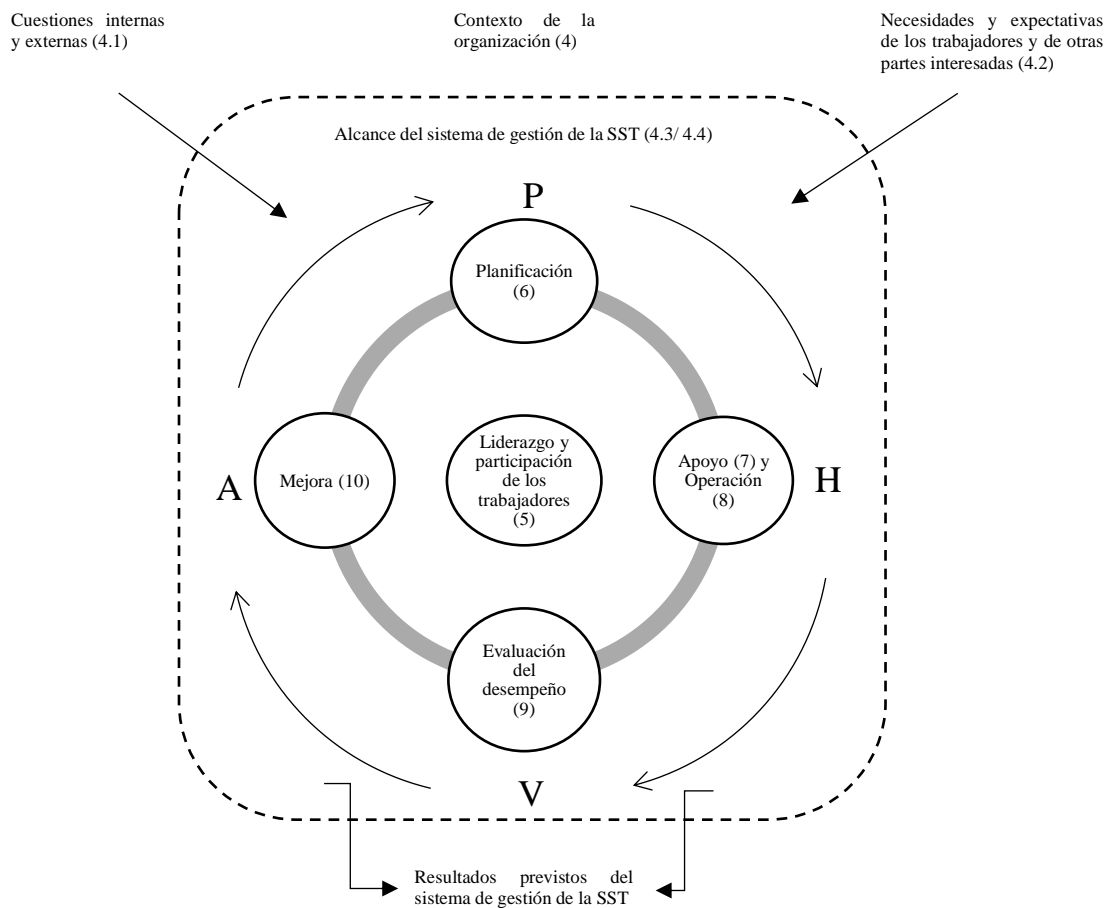 Cuestiones internas
y externas (4.1)
Contexto de la
organización (4)
Necesidades y expectativas
de los trabajadores y de otras
partes interesadas (4.2)
Alcance del sistema de gestión de la SST (4.3/ 4.4)
P
Planificación
(6)
A
Mejora (10)
Liderazgo y
participación
de los
trabajadores
(5)
Apoyo (7) y
Operación
(8)
H
Evaluación
del
desempeño
(9)
V
Resultados previstos del
sistema de gestión de la SST